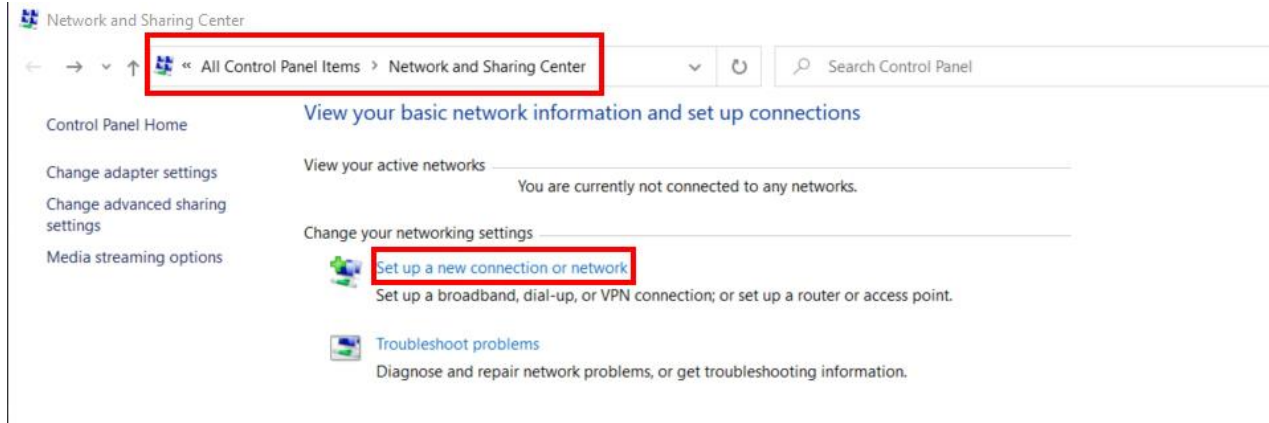 Network and Sharing Center
« All Control Panel Items > Network and Sharing Center
Search Control Panel
Control Panel Home
Change adapter settings
Change advanced sharing
settings
Media streaming options
View your basic network information and set up connections
View your active networks
You are currently not connected to any networks.
Change your networking settings
Set up a new connection or network
Set up a broadband, dial-up, or VPN connection; or set up a router or access point.
Troubleshoot problems
Diagnose and repair network problems, or get troubleshooting information.